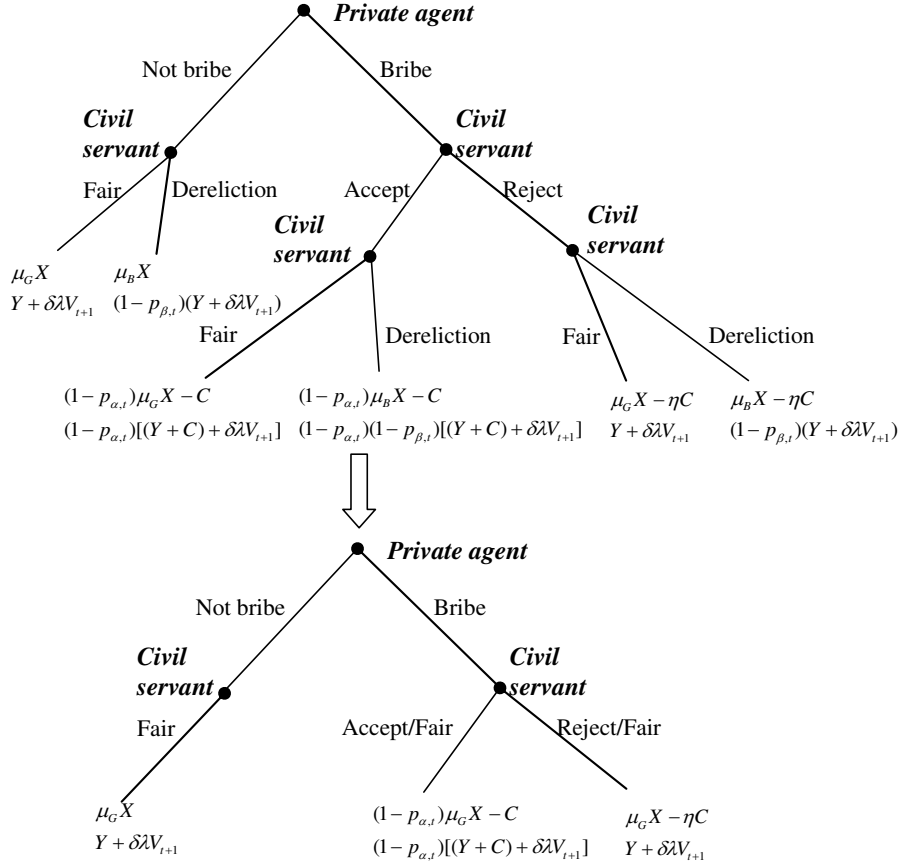 Private agent
Not bribe
Bribe
Civil
servant
Civil
servant
Fair
Dereliction
Accept
Reject
Civil
servant
Civil
servant
μ_G X
Y + δλV_{t+1}
μ_B X
(1− p_{β,t})(Y + δλV_{t+1})
Fair
Dereliction
Fair
Dereliction
(1− p_{α,t})μ_G X − C
(1− p_{α,t})[(Y + C) + δλV_{t+1}]
(1− p_{α,t})μ_B X − C
(1− p_{α,t})(1− p_{β,t})[(Y + C) + δλV_{t+1}]
μ_G X − ηC
Y + δλV_{t+1}
μ_B X − ηC
(1− p_{β,t})(Y + δλV_{t+1})
Private agent
Not bribe
Bribe
Civil
servant
Civil
servant
Fair
Accept/Fair
Reject/Fair
μ_G X
Y + δλV_{t+1}
(1− p_{α,t})μ_G X − C
(1− p_{α,t})[(Y + C) + δλV_{t+1}]
μ_G X − ηC
Y + δλV_{t+1}